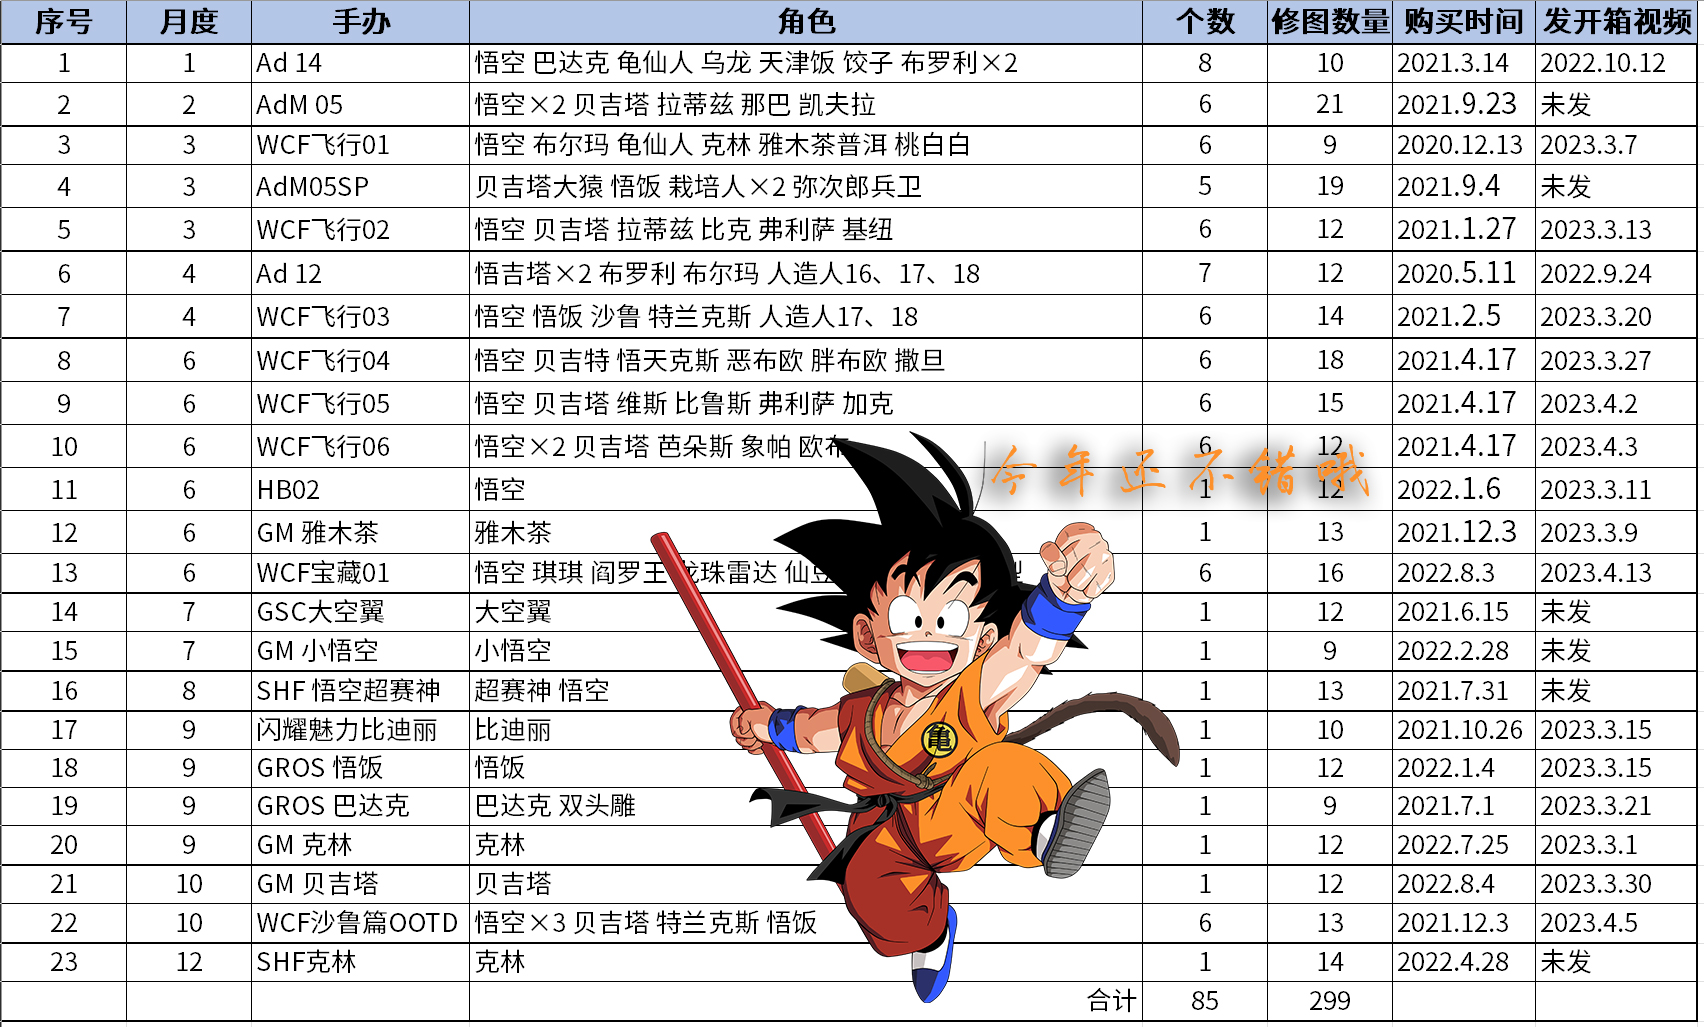 序号 月度 手办 角色 个数 修图数量 购买时间 发开箱视频
1 1 Ad 14 悟空 巴达克 龟仙人 乌龙 天津饭 饺子 布罗利×2 8 10 2021.3.14 2022.10.12
2 2 AdM 05 悟空×2 贝吉塔 拉蒂兹 那巴 凯夫拉 6 21 2021.9.23 未发
3 3 WCF飞行01 悟空 布尔玛 龟仙人 克林 雅木茶普洱 桃白白 6 9 2020.12.13 2023.3.7
4 3 AdM05SP 贝吉塔大猿 悟饭 栽培人×2 弥次郎兵卫 5 19 2021.9.4 未发
5 3 WCF飞行02 悟空 贝吉塔 拉蒂兹 比克 弗利萨 基纽 6 12 2021.1.27 2023.3.13
6 4 Ad 12 悟吉塔×2 布罗利 布尔玛 人造人16、17、18 7 12 2020.5.11 2022.9.24
7 4 WCF飞行03 悟空 悟饭 沙鲁 特兰克斯 人造人17、18 6 14 2021.2.5 2023.3.20
8 6 WCF飞行04 悟空 贝吉特 悟天克斯 恶布欧 胖布欧 撒旦 6 18 2021.4.17 2023.3.27
9 6 WCF飞行05 悟空 贝吉塔 维斯 比鲁斯 弗利萨 加克 6 15 2021.4.17 2023.4.2
10 6 WCF飞行06 悟空×2 贝吉塔 芭朵斯 象帕 欧布 6 12 2021.4.17 2023.4.3
今年还不错哦
11 6 HB02 悟空 1 12 2022.1.6 2023.3.11
12 6 GM 雅木茶 雅木茶 1 13 2021.12.3 2023.3.9
13 6 WCF宝藏01 悟空 琪琪 阎罗王 龙珠雷达 仙豆 6 16 2022.8.3 2023.4.13
14 7 GSC大空翼 大空翼 1 12 2021.6.15 未发
15 7 GM 小悟空 小悟空 1 9 2022.2.28 未发
16 8 SHF 悟空超赛神 超赛神 悟空 1 13 2021.7.31 未发
17 9 闪耀魅力比迪丽 比迪丽 1 10 2021.10.26 2023.3.15
亀
18 9 GROS 悟饭 悟饭 1 12 2022.1.4 2023.3.15
19 9 GROS 巴达克 巴达克 双头雕 1 9 2021.7.1 2023.3.21
20 9 GM 克林 克林 1 12 2022.7.25 2023.3.1
21 10 GM 贝吉塔 贝吉塔 1 12 2022.8.4 2023.3.30
22 10 WCF沙鲁篇OOTD 悟空×3 贝吉塔 特兰克斯 悟饭 6 13 2021.12.3 2023.4.5
23 12 SHF克林 克林 1 14 2022.4.28 未发
合计 85 299